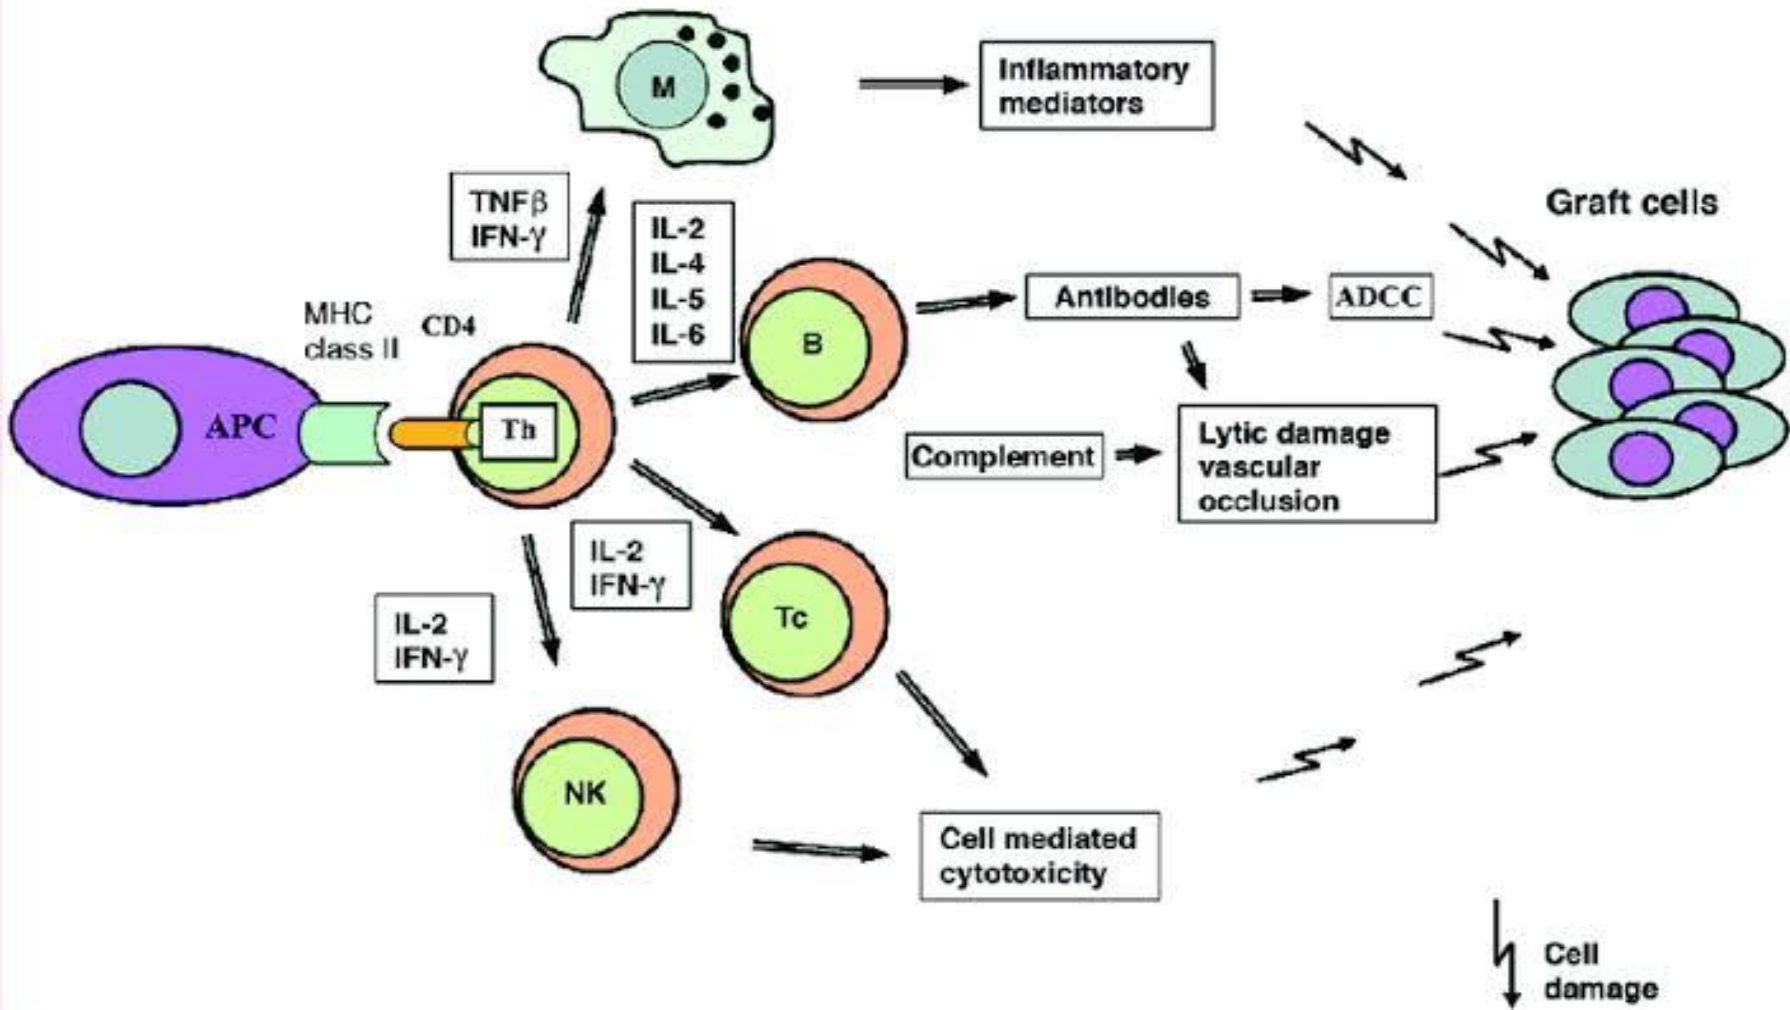 M
Inflammatory
mediators
TNFβ
IFN-γ
IL-2
IL-4
IL-5
IL-6
Graft cells
MHC
class II
CD4
B
Antibodies
ADCC
APC
Th
Complement
Lytic damage
vascular
occlusion
IL-2
IFN-γ
Tc
IL-2
IFN-γ
NK
Cell mediated
cytotoxicity
Cell
damage